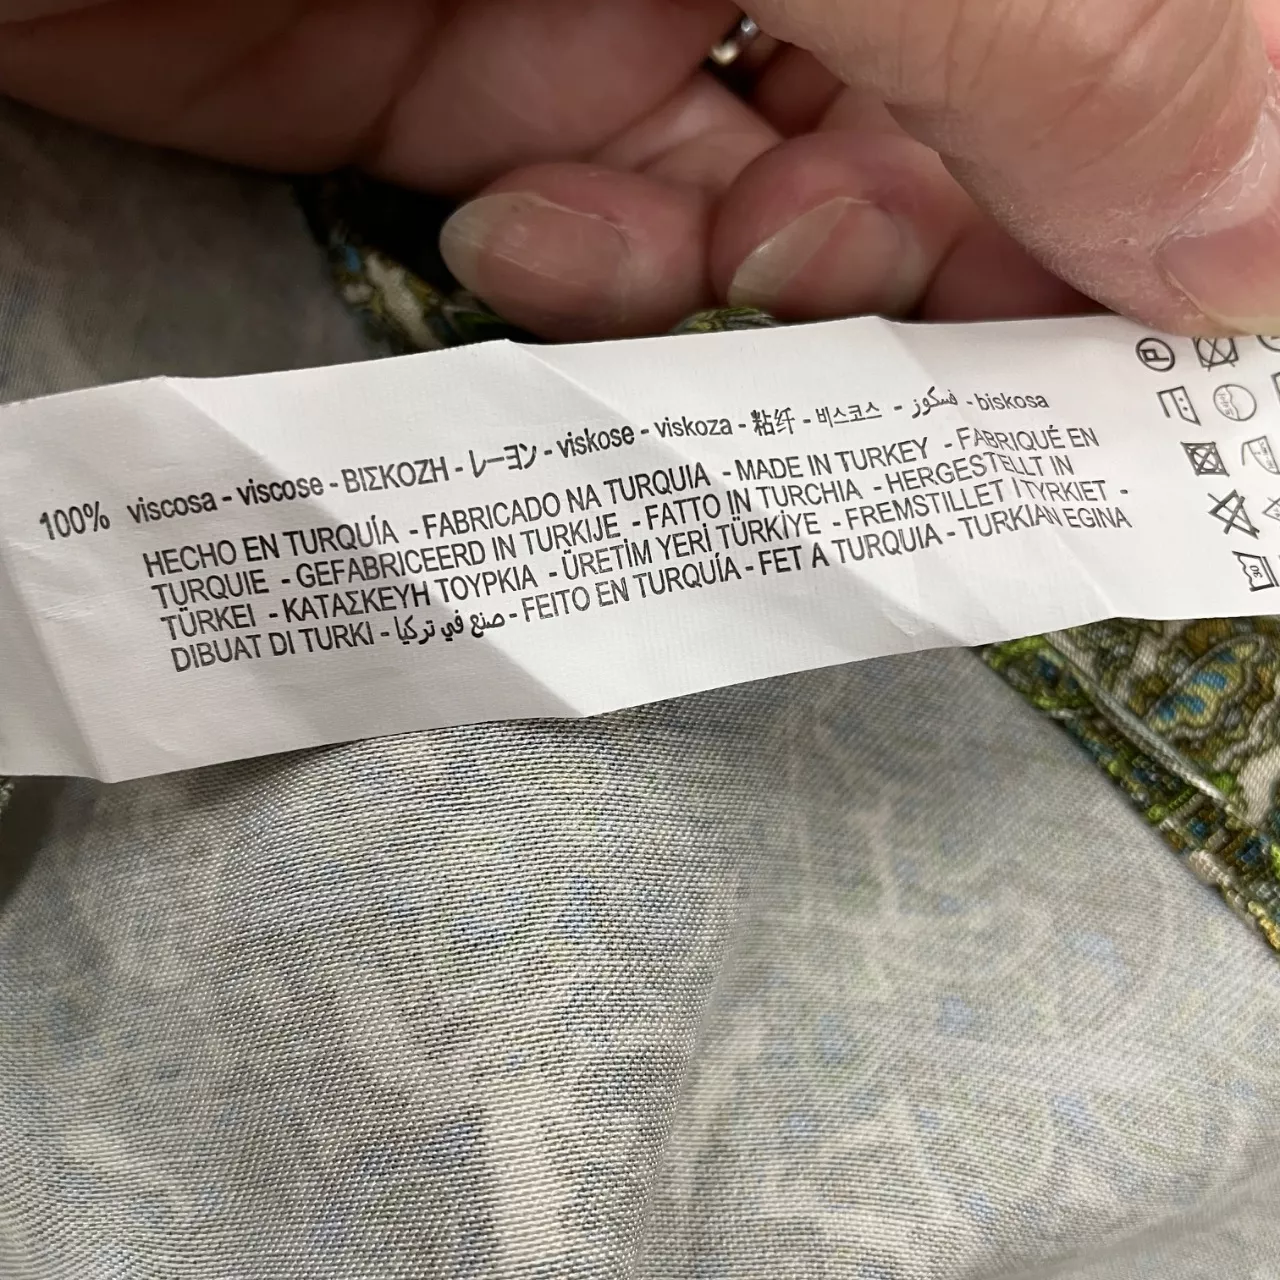 100% viscosa - viscose - ΒΙΣΚΟΖΗ - レーヨン - viskose - viskoza - 粘纤 - 비스코스 - فسكوز - biskosa
HECHO EN TURQUÍA - FABRICADO NA TURQUIA - MADE IN TURKEY - FABRIQUÉ EN
TURQUIE - GEFABRICEERD IN TURKIJE - FATTO IN TURCHIA - HERGESTELLT IN
TÜRKEI - ΚΑΤΑΣΚΕΥΗ ΤΟΥΡΚΙΑ - ÜRETİM YERİ TÜRKİYE - FREMSTILLET I TYRKIET -
DIBUAT DI TURKI - صنع في تركيا - FEITO EN TURQUÍA - FET A TURQUIA - TURKIAN EGINA